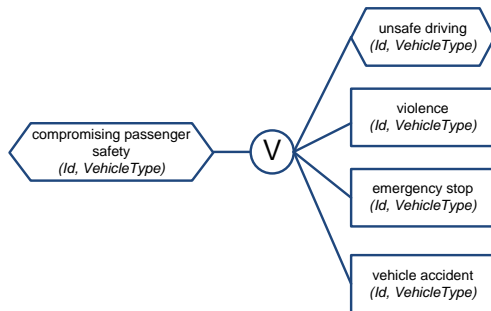 unsafe driving
(Id, VehicleType)
violence
(Id, VehicleType)
compromising passenger
safety
(Id, VehicleType)
V
emergency stop
(Id, VehicleType)
vehicle accident
(Id, VehicleType)